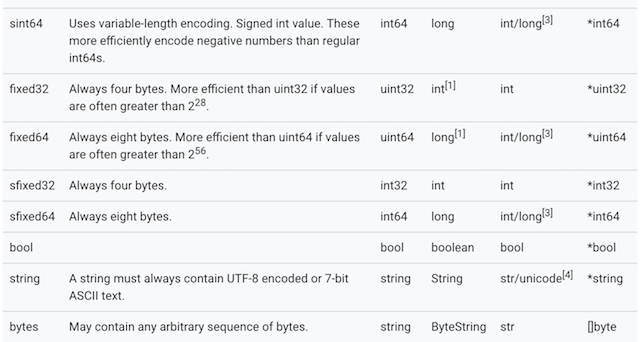 sint64 Uses variable-length encoding. Signed int value. These int64 long int/long[3] *int64
more efficiently encode negative numbers than regular
int64s.
fixed32 Always four bytes. More efficient than uint32 if values uint32 int[1] int *uint32
are often greater than 2^28.
fixed64 Always eight bytes. More efficient than uint64 if values uint64 long[1] int/long[3] *uint64
are often greater than 2^56.
sfixed32 Always four bytes. int32 int int *int32
sfixed64 Always eight bytes. int64 long int/long[3] *int64
bool bool boolean bool *bool
string A string must always contain UTF-8 encoded or 7-bit string String str/unicode[4] *string
ASCII text.
bytes May contain any arbitrary sequence of bytes. string ByteString str []byte